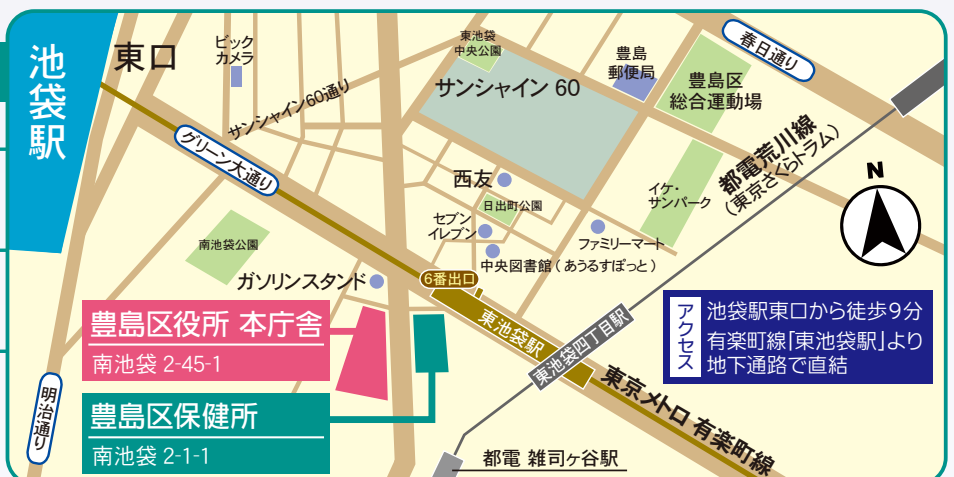 池袋駅
東口
ビック
カメラ
サンシャイン60通り
グリーン大通り
東池袋
中央公園
サンシャイン 60
豊島
郵便局
豊島区
総合運動場
春日通り
都電荒川線
（東京さくらトラム）
N
西友
日出町公園
セブン
イレブン
イケ・
サンパーク
ファミリーマート
中央図書館（あうるすぽっと）
南池袋公園
ガソリンスタンド
6番出口
東池袋駅
東池袋四丁目駅
豊島区役所 本庁舎
南池袋 2-45-1
豊島区保健所
南池袋 2-1-1
明治通り
アクセス
池袋駅東口から徒歩9分
有楽町線「東池袋駅」より
地下通路で直結
東京メトロ 有楽町線
都電 雑司ヶ谷駅